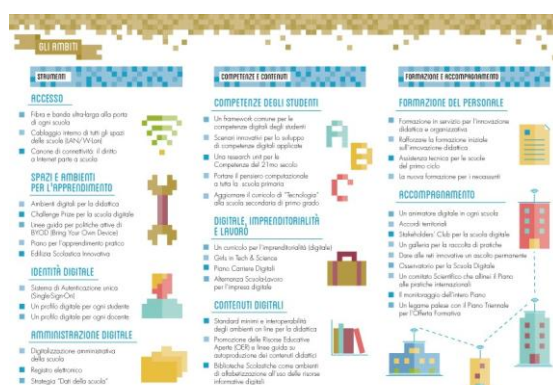 GLI AMBITI
STRUMENTI
ACCESSO
Fibra e banda ultra-larga alla porta
di ogni scuola
Cablaggio interno di tutti gli spazi
delle scuole (LAN/W-Lan)
Canone di connettività: il diritto
a Internet parte a scuola
SPAZI E AMBIENTI
PER L'APPRENDIMENTO
Ambienti digitali per la didattica
Challenge Prize per la scuola digitale
Linee guida per politiche attive di
BYOD (Bring Your Own Device)
Piano per l'apprendimento pratico
Edilizia Scolastica Innovativa
IDENTITÀ DIGITALE
Sistema di Autenticazione unica
(Single-Sign-On)
Un profilo digitale per ogni studente
Un profilo digitale per ogni docente
AMMINISTRAZIONE DIGITALE
Digitalizzazione amministrativa
della scuola
Registro elettronico
Strategia "Dati della scuola"
COMPETENZE E CONTENUTI
COMPETENZE DEGLI STUDENTI
Un framework comune per le
competenze digitali degli studenti
Scenari innovativi per lo sviluppo
di competenze digitali applicate
Una research unit per le
Competenze del 21mo secolo
Portare il pensiero computazionale
a tutta la scuola primaria
Aggiornare il curricolo di "Tecnologia"
alla scuola secondaria di primo grado
DIGITALE, IMPRENDITORIALITÀ
E LAVORO
Un curricolo per l'imprenditorialità (digitale)
Girls in Tech & Science
Piano Carriere Digitali
Alternanza Scuola-Lavoro
per l'impresa digitale
CONTENUTI DIGITALI
Standard minimi e interoperabilità
degli ambienti on line per la didattica
Promozione delle Risorse Educative
Aperte (OER) e linee guida su
autoproduzione dei contenuti didattici
Biblioteche Scolastiche come ambienti
di alfabetizzazione all'uso delle risorse
informative digitali
FORMAZIONE E ACCOMPAGNAMENTO
FORMAZIONE DEL PERSONALE
Formazione in servizio per l'innovazione
didattica e organizzativa
Rafforzare la formazione iniziale
sull'innovazione didattica
Assistenza tecnica per le scuole
del primo ciclo
La nuova formazione per i neoassunti
ACCOMPAGNAMENTO
Un animatore digitale in ogni scuola
Accordi territoriali
Stakeholders' Club per la scuola digitale
Un galleria per la raccolta di pratiche
Dare alle reti innovative un ascolto permanente
Osservatorio per la Scuola Digitale
Un comitato Scientifico che allinei il Piano
alle pratiche internazionali
Il monitoraggio dell'intero Piano
Un legame palese con il Piano Triennale
per l'Offerta Formativa
A
B
C